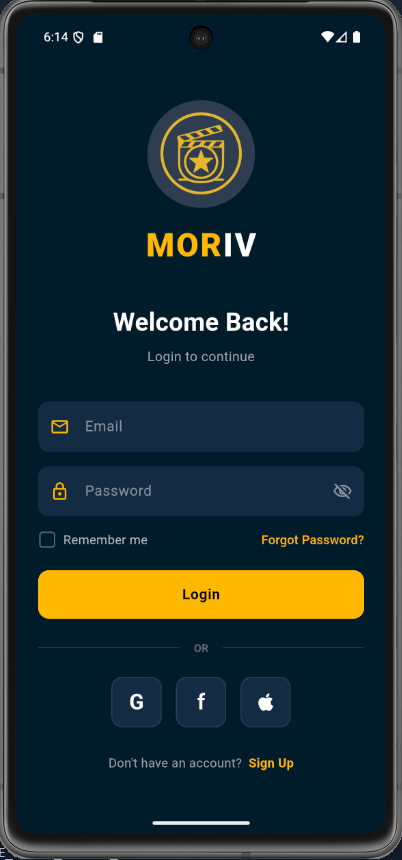 6:14
MORIV
Welcome Back!
Login to continue
Email
Password
Remember me Forgot Password?
Login
OR
G f
Don't have an account? Sign Up